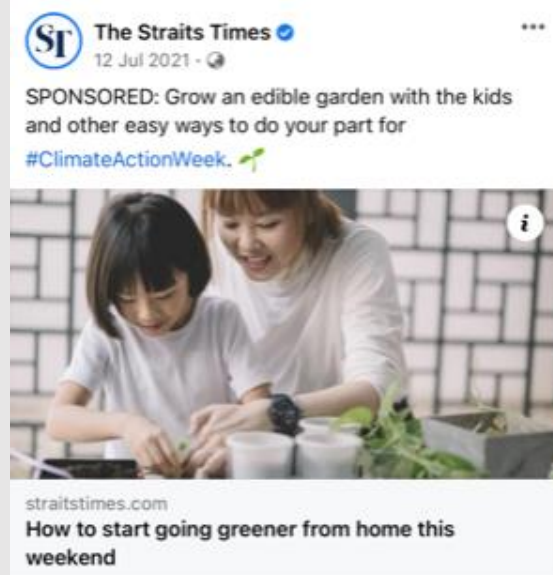 ST The Straits Times
12 Jul 2021 ·
SPONSORED: Grow an edible garden with the kids
and other easy ways to do your part for
#ClimateActionWeek.
i
straitstimes.com
How to start going greener from home this
weekend